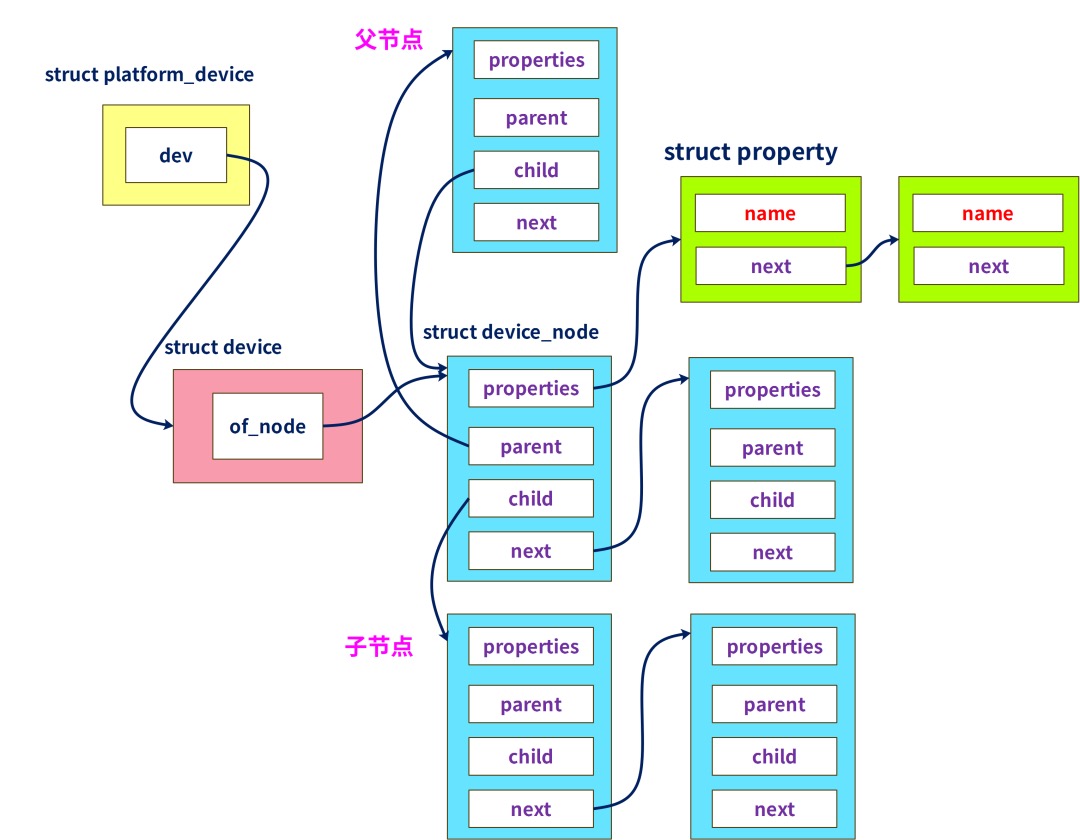 父节点
struct platform_device
dev
properties
parent
child
next
struct property
name
next
name
next
struct device
of_node
struct device_node
properties
parent
child
next
properties
parent
child
next
子节点
properties
parent
child
next
properties
parent
child
next